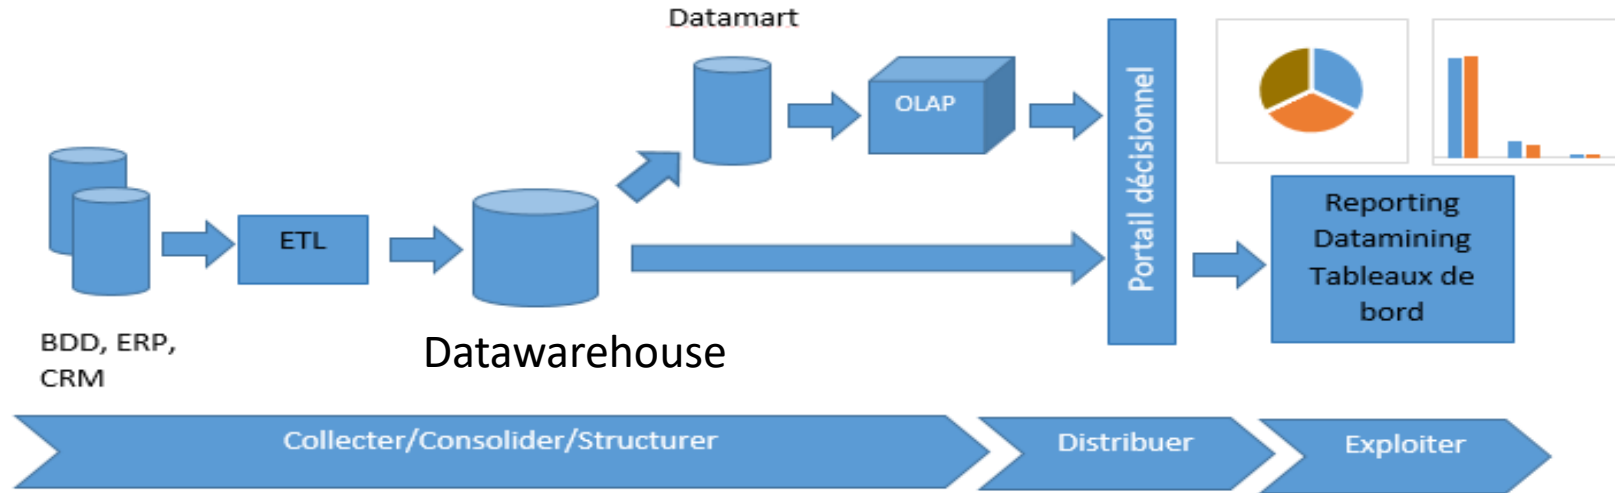 Datamart
OLAP
Portail décisionnel
ETL
Reporting
Datamining
Tableaux de
bord
BDD, ERP,
CRM
Datawarehouse
Collecter/Consolider/Structurer
Distribuer
Exploiter